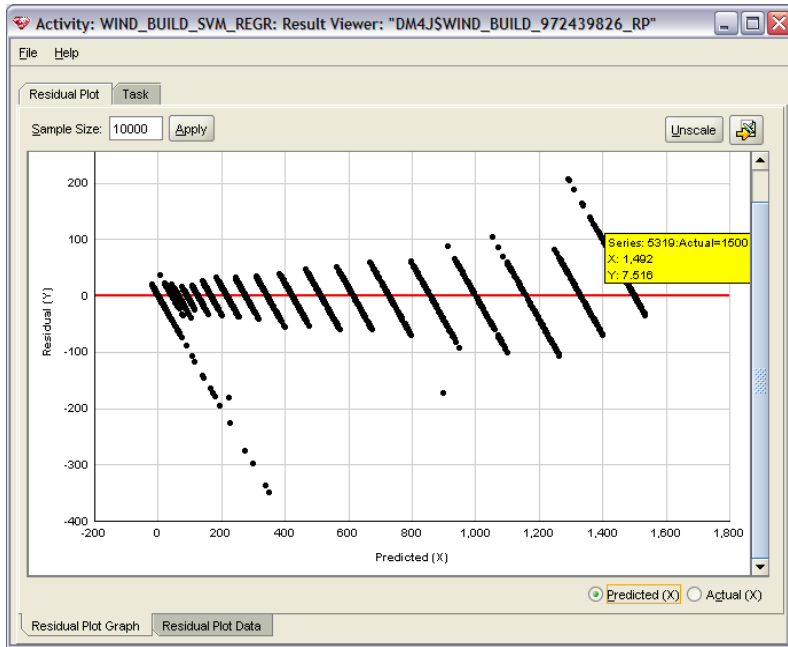 Activity: WIND_BUILD_SVM_REGR: Result Viewer: "DM4J$WIND_BUILD_972439826_RP"
File Help
Residual Plot Task
Sample Size: 10000 Apply Unscale
200
100
0
-100
-200
-300
-400
Residual (Y)
Series: 5319:Actual=1500
X: 1,492
Y: 7.516
-200 0 200 400 600 800 1,000 1,200 1,400 1,600 1,800
Predicted (X)
Predicted (X) Actual (X)
Residual Plot Graph Residual Plot Data